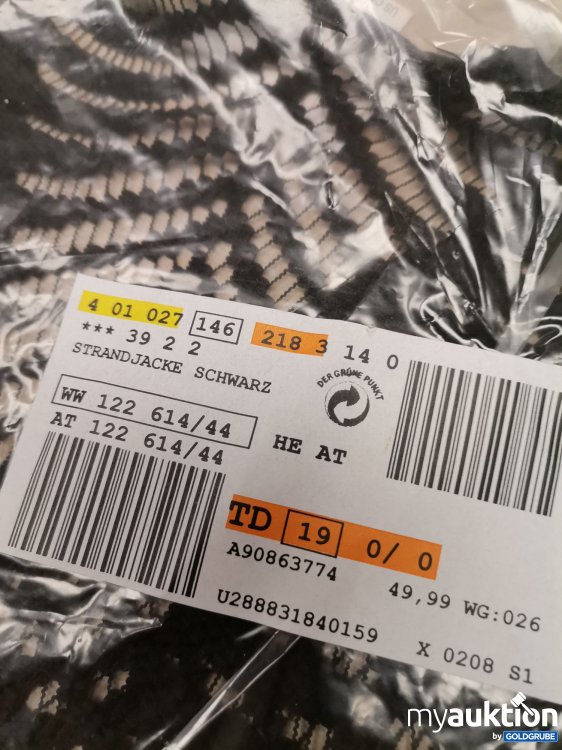 4 01 027 146 218 3 14 0
*** 39 2 2
STRANDJACKE SCHWARZ
DER GRÜNE PUNKT
WW 122 614/44
AT 122 614/44
HE AT
TD 19 0/ 0
A90863774
49,99 WG:026
U288831840159
X 0208 S1
myauktion
by GOLDGRUBE